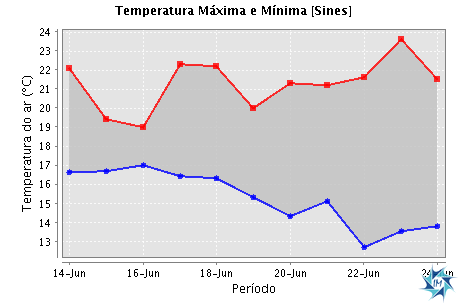 Temperatura Máxima e Mínima [Sines]
24
23
22
21
20
19
18
17
16
15
14
13
Temperatura do ar (°C)
14-Jun 16-Jun 18-Jun 20-Jun 22-Jun 24-Jun
Período
IM